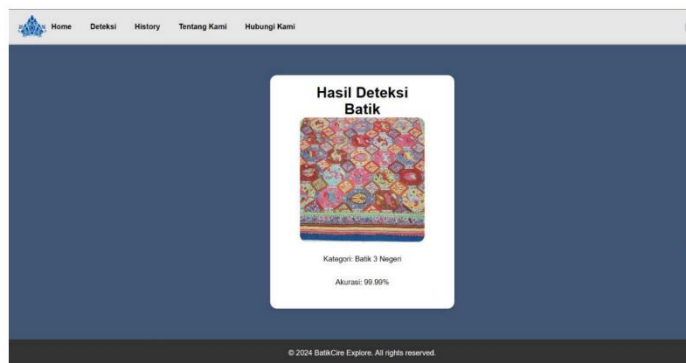 Home Deteksi History Tentang Kami Hubungi Kami
Hasil Deteksi
Batik
Kategori: Batik 3 Negeri
Akurasi: 99.99%
© 2024 BatikCire Explore. All rights reserved.